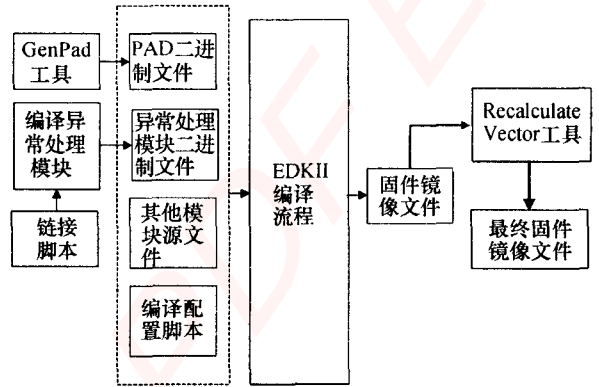 GenPad
工具
PAD二进
制文件
编译异
常处理
模块
异常处理
模块二进
制文件
链接
脚本
其他模
块源文
件
编译配
置脚本
EDKII
编译
流程
固件镜
像文件
Recalculate
Vector工具
最终固件
镜像文件